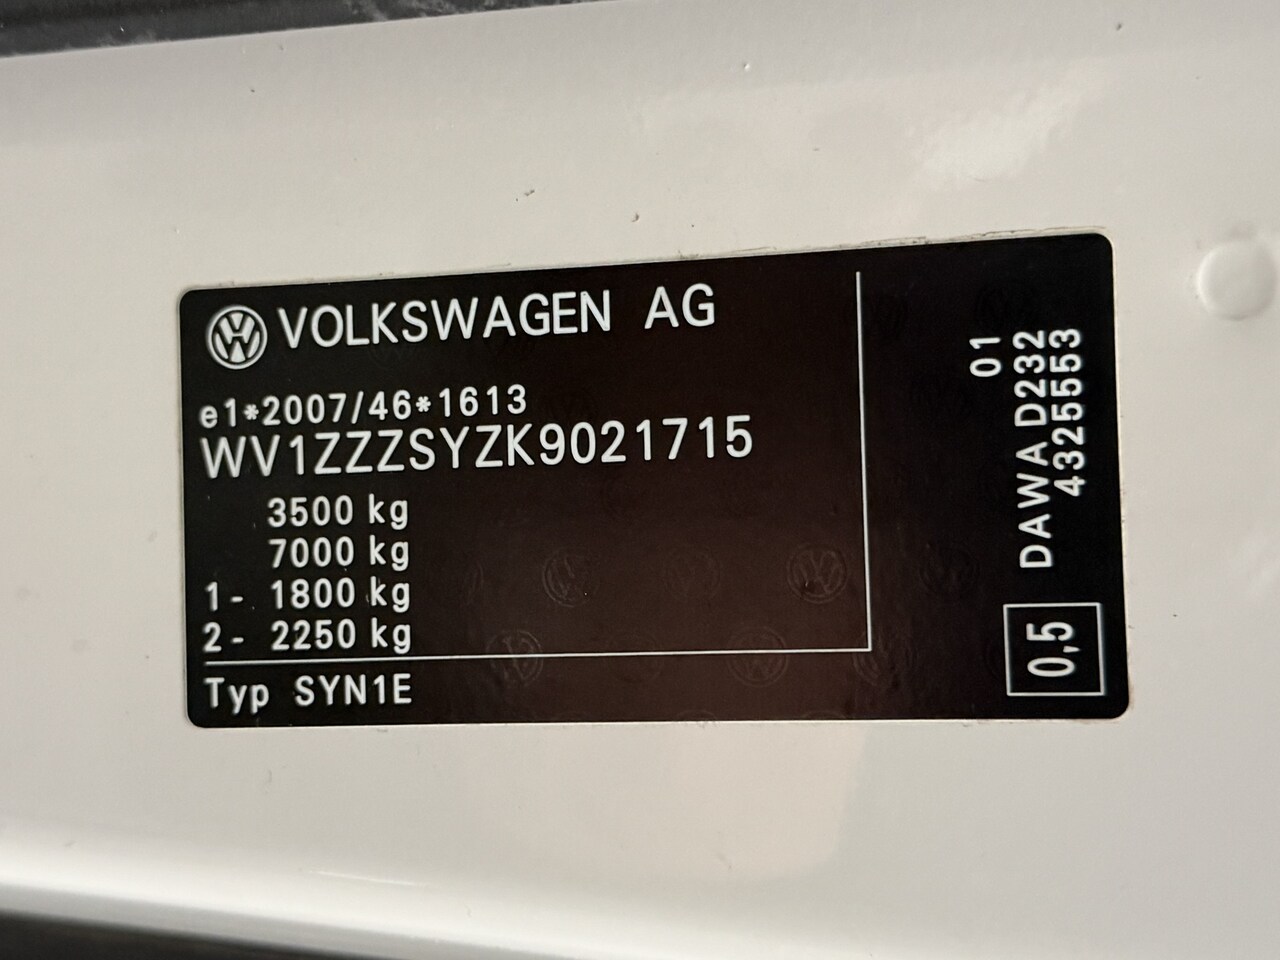 VOLKSWAGEN AG
e1*2007/46*1613
WV1ZZZSYZK9021715
3500 kg
7000 kg
1- 1800 kg
2- 2250 kg
Typ SYN1E
01
DAWA D232
4325553
0,5